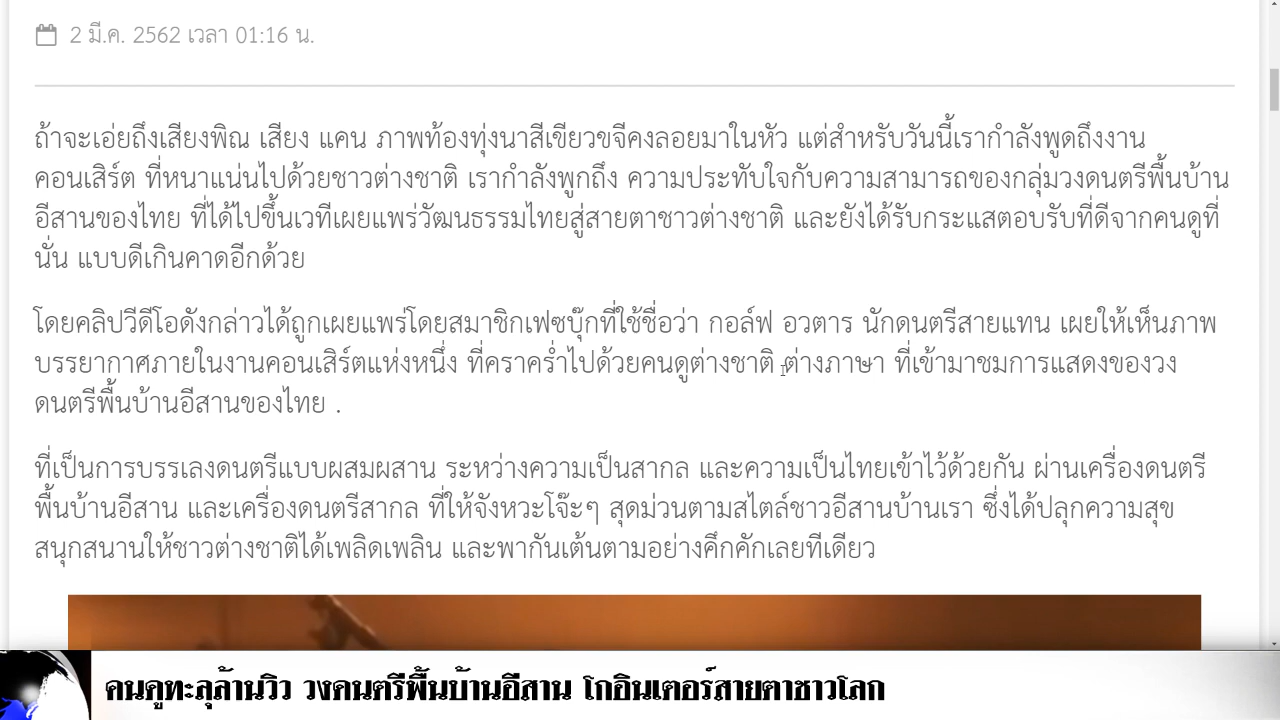 2 มี.ค. 2562 เวลา 01:16 น.
ถ้าจะเอ่ยถึงเสียงพิณ เสียง แคน ภาพท้องทุ่งนาสีเขียวขจีคงลอยมาในหัว แต่สำหรับวันนี้เรากำลังพูดถึงงาน
คอนเสิร์ต ที่หนาแน่นไปด้วยชาวต่างชาติ เรากำลังพูกถึง ความประทับใจกับความสามารถของกลุ่มวงดนตรีพื้นบ้าน
อีสานของไทย ที่ได้ไปขึ้นเวทีเผยแพร่วัฒนธรรมไทยสู่สายตาชาวต่างชาติ และยังได้รับกระแสตอบรับที่ดีจากคนดูที่
นั่น แบบดีเกินคาดอีกด้วย
โดยคลิปวีดีโอดังกล่าวได้ถูกเผยแพร่โดยสมาชิกเฟซบุ๊กที่ใช้ชื่อว่า กอล์ฟ อวตาร นักดนตรีสายแทน เผยให้เห็นภาพ
บรรยากาศภายในงานคอนเสิร์ตแห่งหนึ่ง ที่คราคร่ำไปด้วยคนดูต่างชาติ ต่างภาษา ที่เข้ามาชมการแสดงของวง
ดนตรีพื้นบ้านอีสานของไทย .
ที่เป็นการบรรเลงดนตรีแบบผสมผสาน ระหว่างความเป็นสากล และความเป็นไทยเข้าไว้ด้วยกัน ผ่านเครื่องดนตรี
พื้นบ้านอีสาน และเครื่องดนตรีสากล ที่ให้จังหวะโจ๊ะๆ สุดม่วนตามสไตล์ชาวอีสานบ้านเรา ซึ่งได้ปลุกความสุข
สนุกสนานให้ชาวต่างชาติได้เพลิดเพลิน และพากันเต้นตามอย่างคึกคักเลยทีเดียว
คนดูทะลุล้านวิว วงดนตรีพื้นบ้านอีสาน โกอินเตอร์สายตาชาวโลก